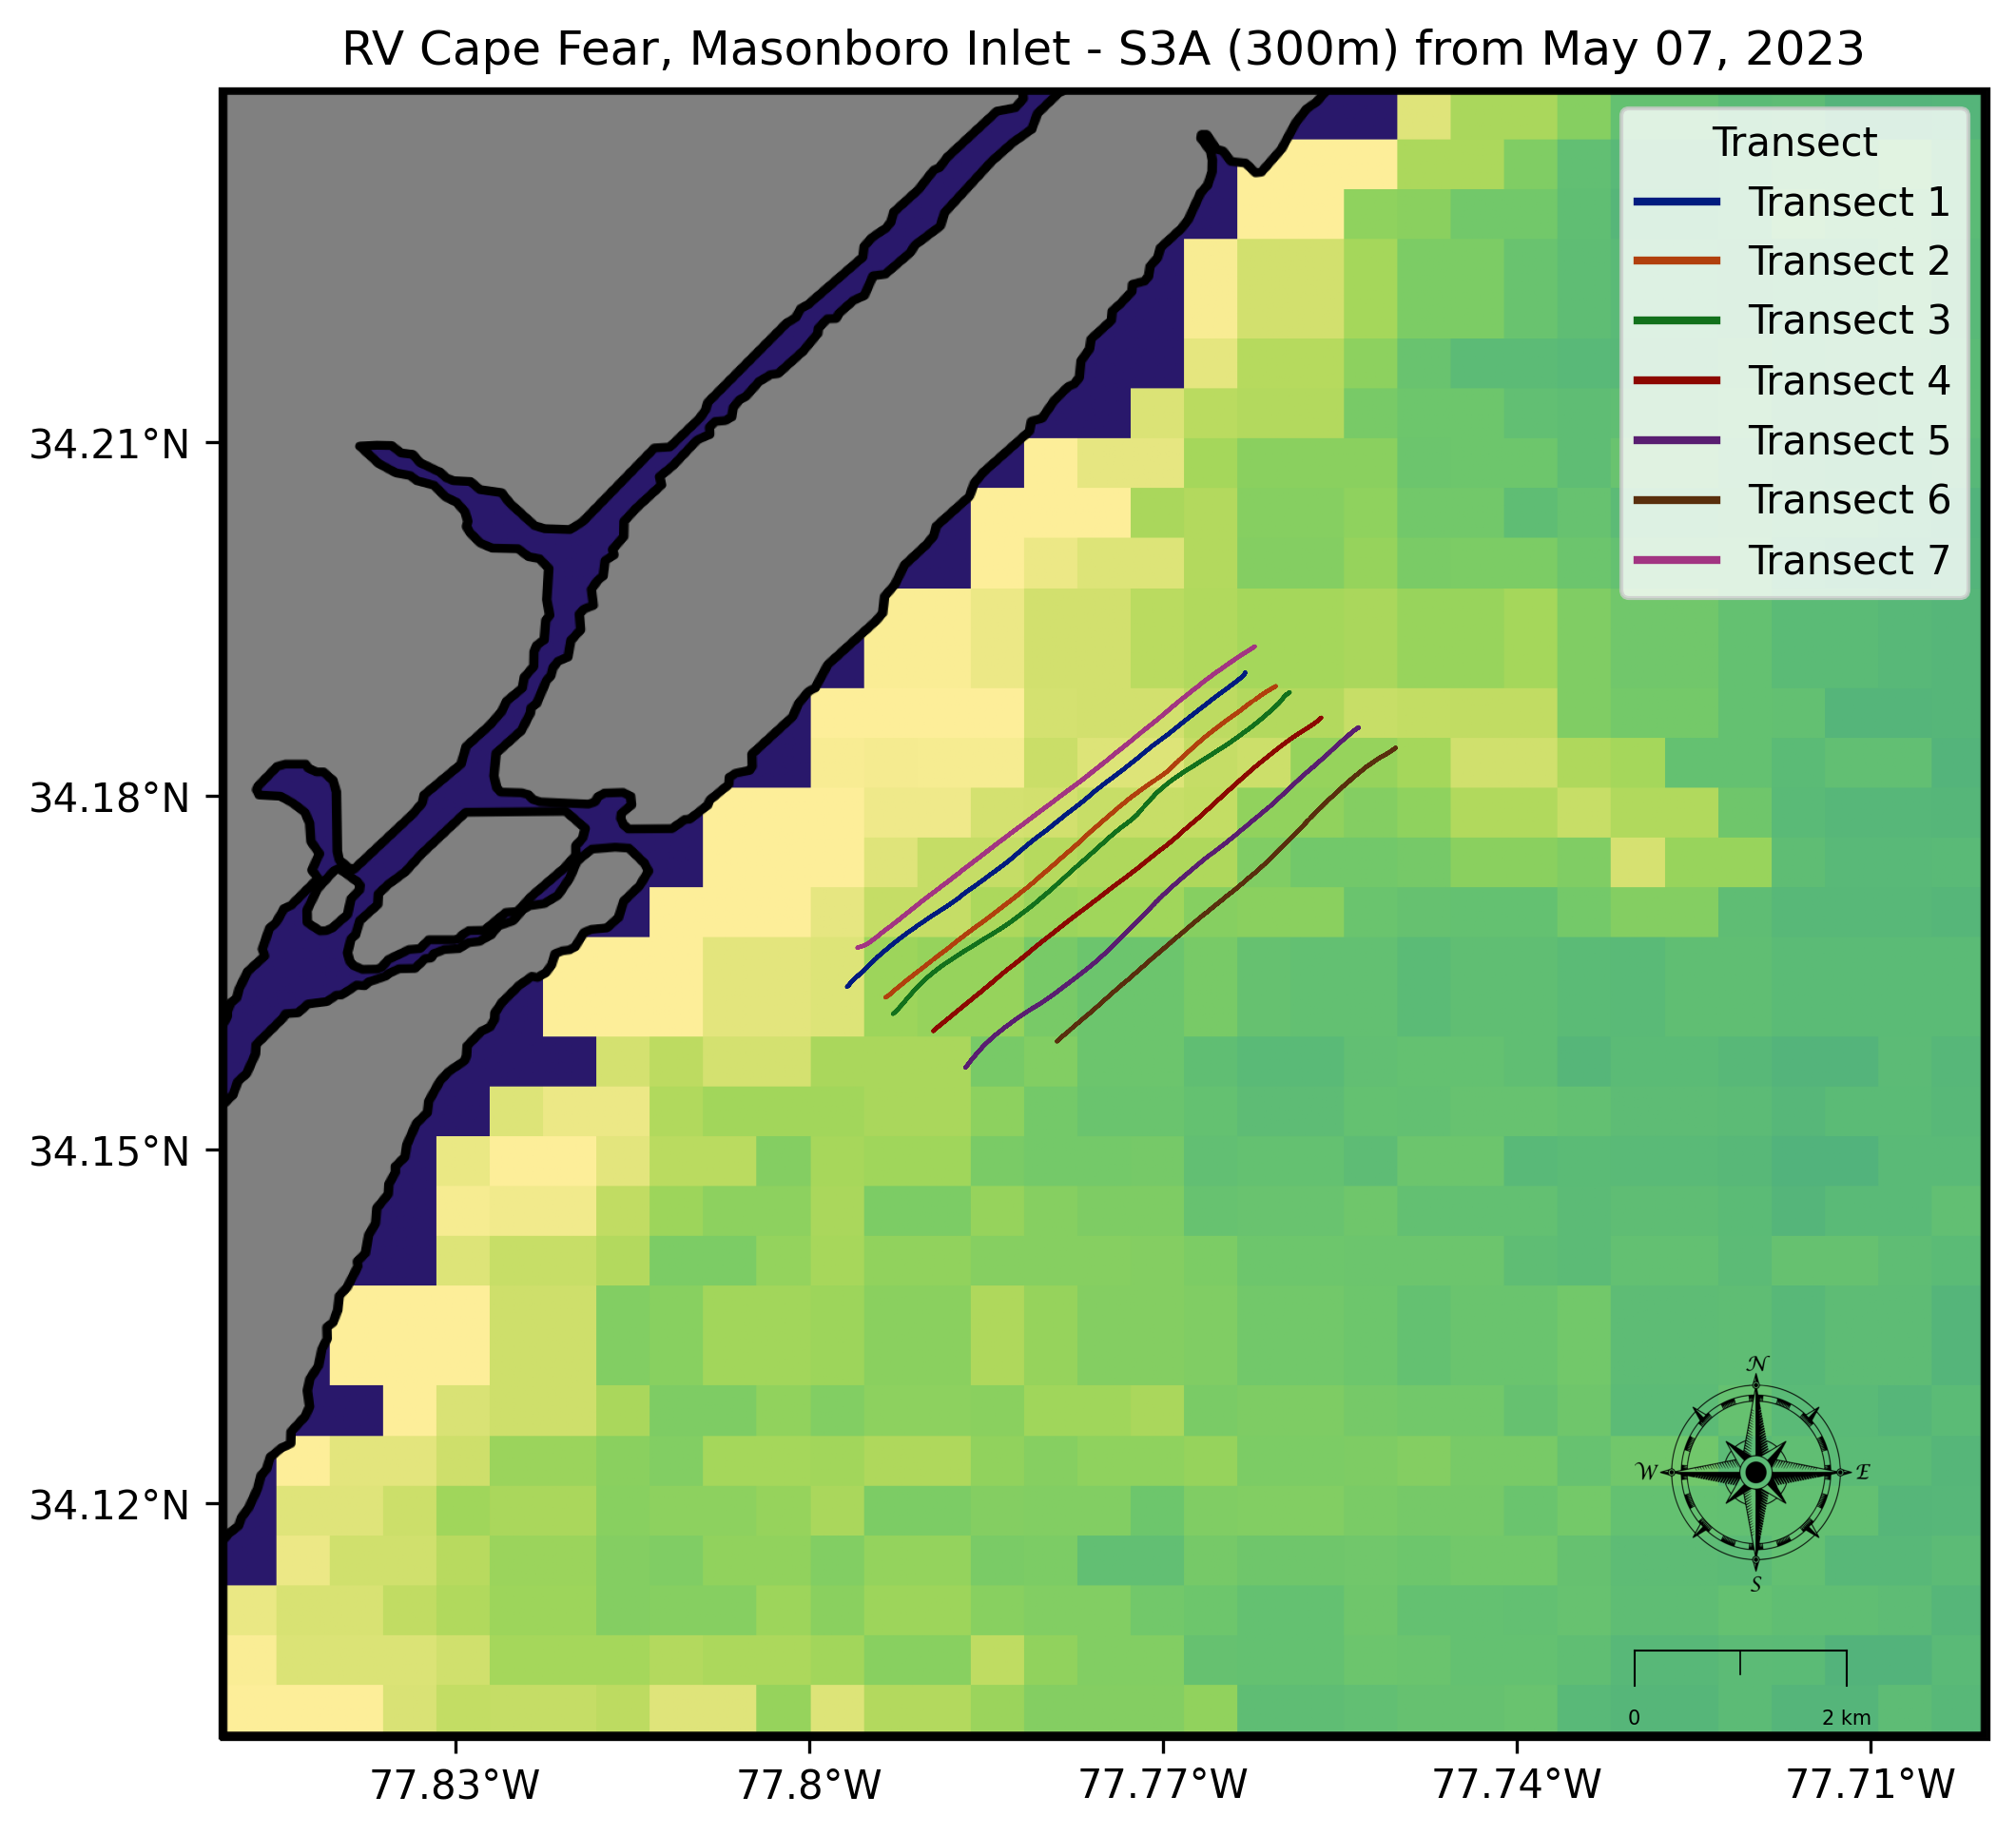 RV Cape Fear, Masonboro Inlet - S3A (300m) from May 07, 2023
Transect
Transect 1
Transect 2
Transect 3
Transect 4
Transect 5
Transect 6
Transect 7
34.21°N
34.18°N
34.15°N
34.12°N
N
W
E
S
0
2 km
77.83°W
77.8°W
77.77°W
77.74°W
77.71°W